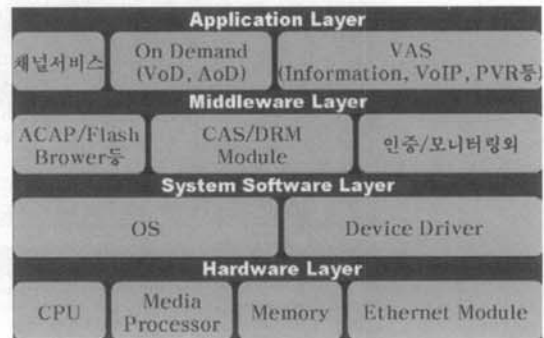 Application Layer
채널서비스
On Demand
(VoD, AoD)
VAS
(Information, VoIP, PVR등)
Middleware Layer
ACAP/Flash
Brower등
CAS/DRM
Module
인증/모니터링외
System Software Layer
OS
Device Driver
Hardware Layer
CPU
Media
Processor
Memory
Ethernet Module